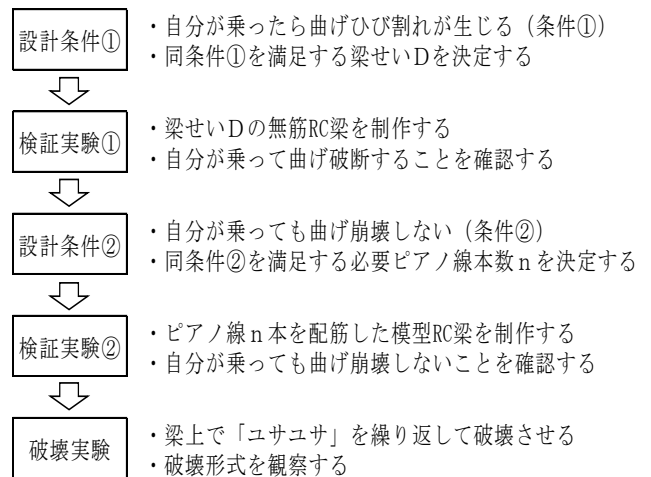 設計条件①
・自分が乗ったら曲げひび割れが生じる（条件①）
・同条件①を満足する梁せいＤを決定する
検証実験①
・梁せいＤの無筋RC梁を制作する
・自分が乗って曲げ破断することを確認する
設計条件②
・自分が乗っても曲げ崩壊しない（条件②）
・同条件②を満足する必要ピアノ線本数ｎを決定する
検証実験②
・ピアノ線ｎ本を配筋した模型RC梁を制作する
・自分が乗っても曲げ崩壊しないことを確認する
破壊実験
・梁上で「ユサユサ」を繰り返して破壊させる
・破壊形式を観察する